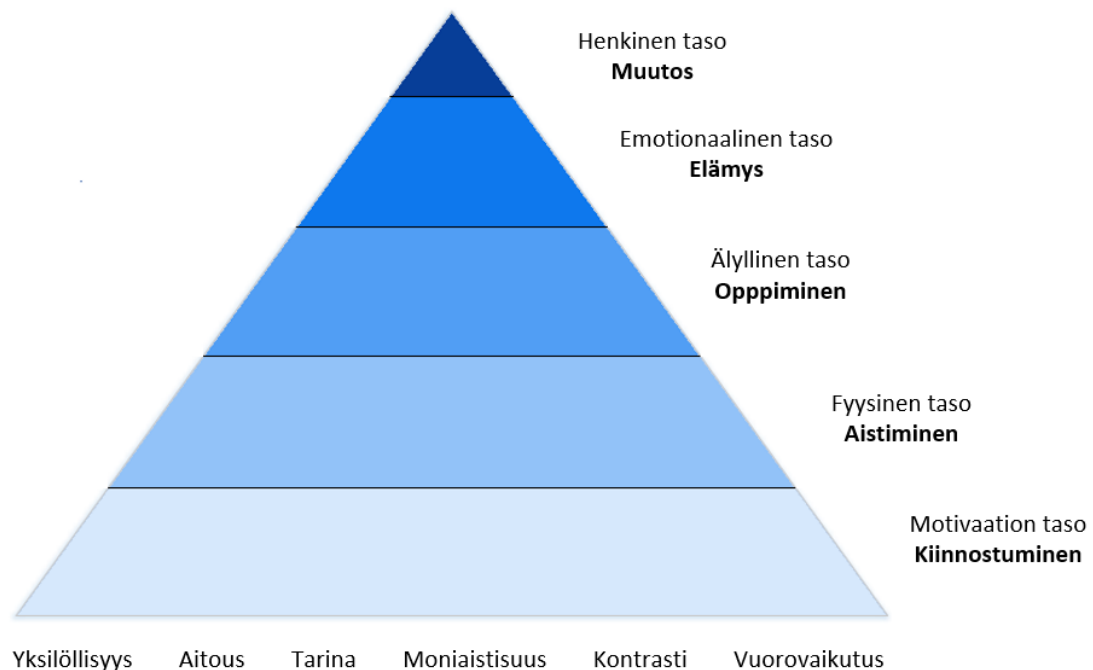 Henkinen taso
Muutos
Emotionaalinen taso
Elämys
Älyllinen taso
Opppiminen
Fyysinen taso
Aistiminen
Motivaation taso
Kiinnostuminen
Yksilöllisyys Aitous Tarina Moniaistisuus Kontrasti Vuorovaikutus